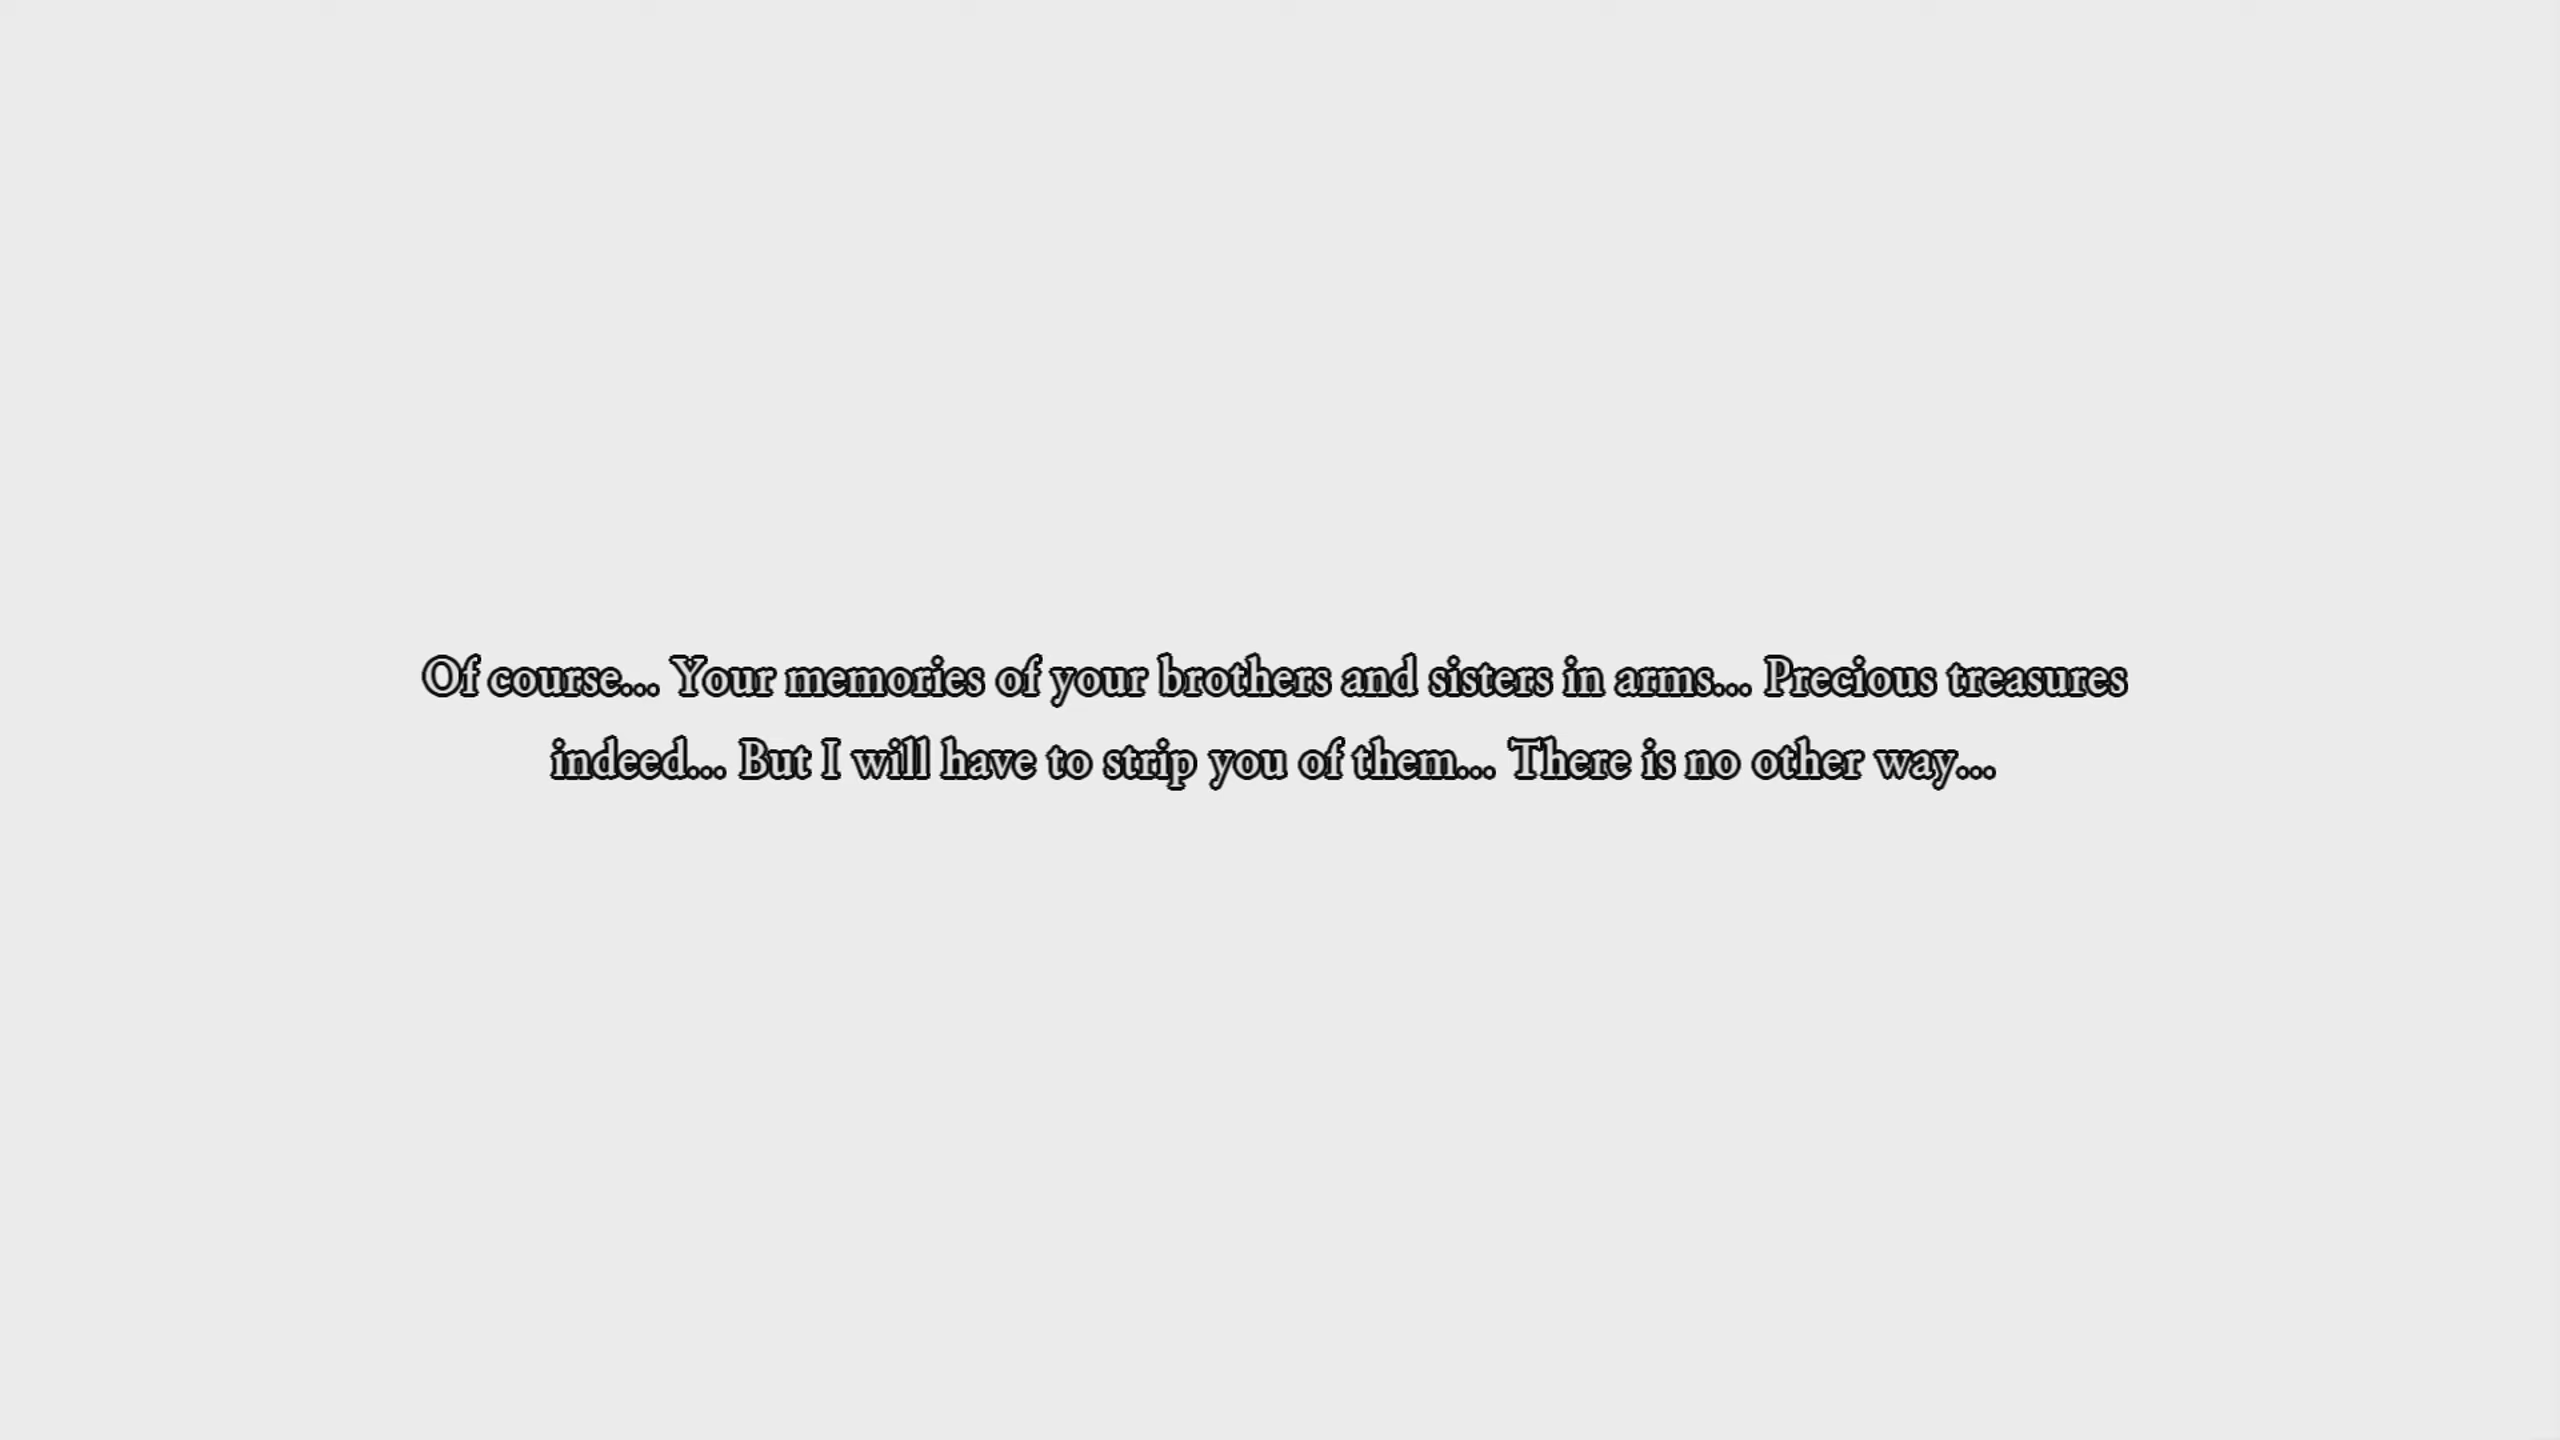 Of course... Your memories of your brothers and sisters in arms... Precious treasures
indeed... But I will have to strip you of them... There is no other way...